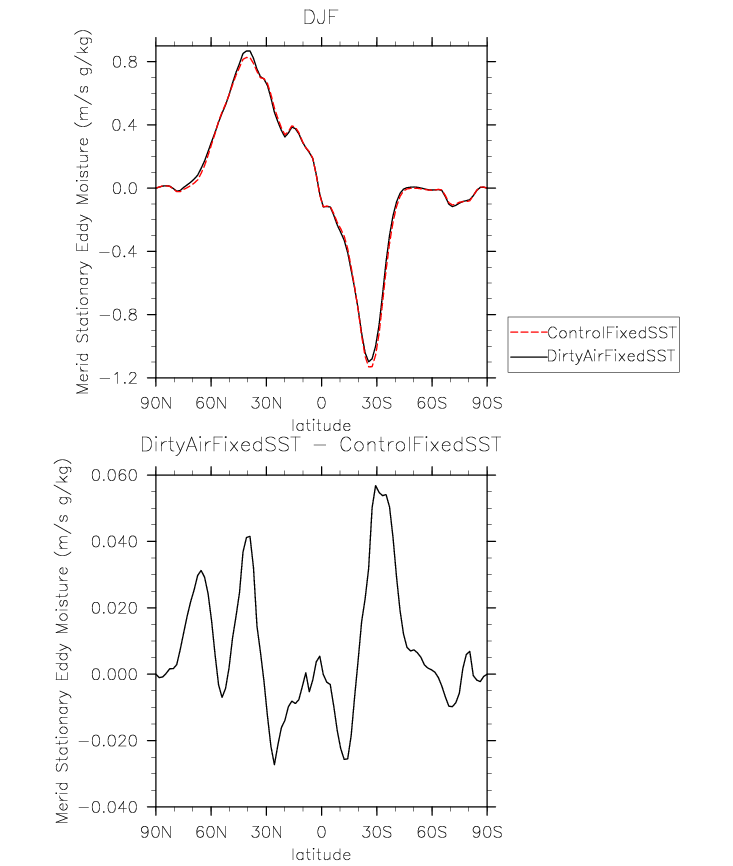 DJF
Merid Stationary Eddy Moisture (m/s g/kg)
0.8
0.4
0.0
−0.4
−0.8
−1.2
90N 60N 30N 0 30S 60S 90S
latitude
ControlFixedSST
DirtyAirFixedSST
DirtyAirFixedSST − ControlFixedSST
Merid Stationary Eddy Moisture (m/s g/kg)
0.060
0.040
0.020
0.000
−0.020
−0.040
90N 60N 30N 0 30S 60S 90S
latitude